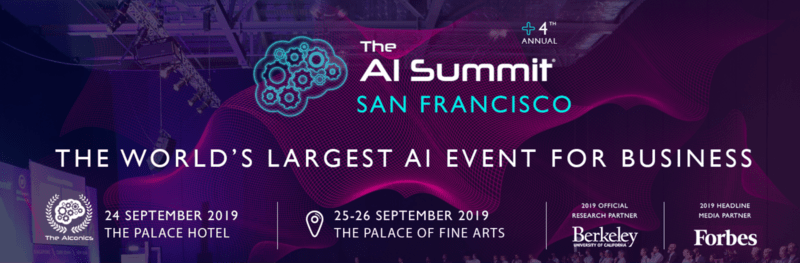 + 4TH
ANNUAL
The
AI Summit®
SAN FRANCISCO
THE WORLD'S LARGEST AI EVENT FOR BUSINESS
The AIconics
24 SEPTEMBER 2019
THE PALACE HOTEL
25-26 SEPTEMBER 2019
THE PALACE OF FINE ARTS
2019 OFFICIAL
RESEARCH PARTNER
Berkeley
UNIVERSITY OF CALIFORNIA
2019 HEADLINE
MEDIA PARTNER
Forbes